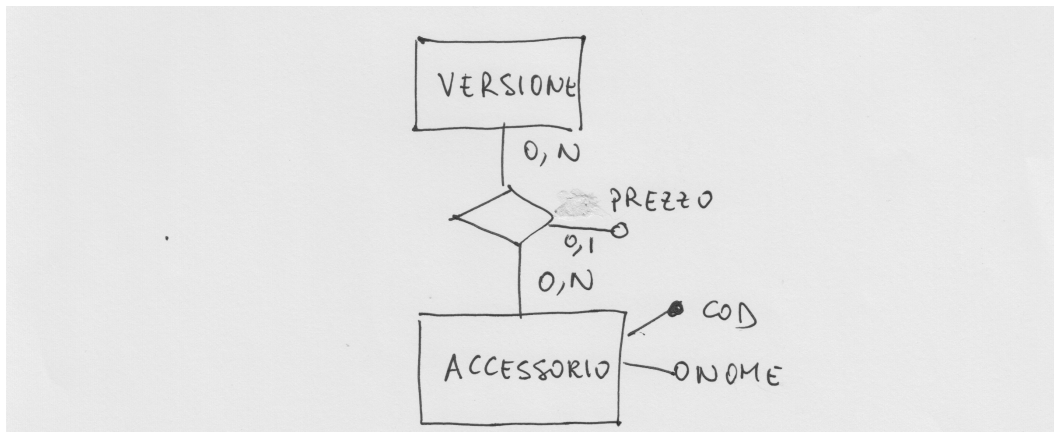 VERSIONE
0,N
PREZZO
0,1
0,N
COD
ACCESSORIO
NOME